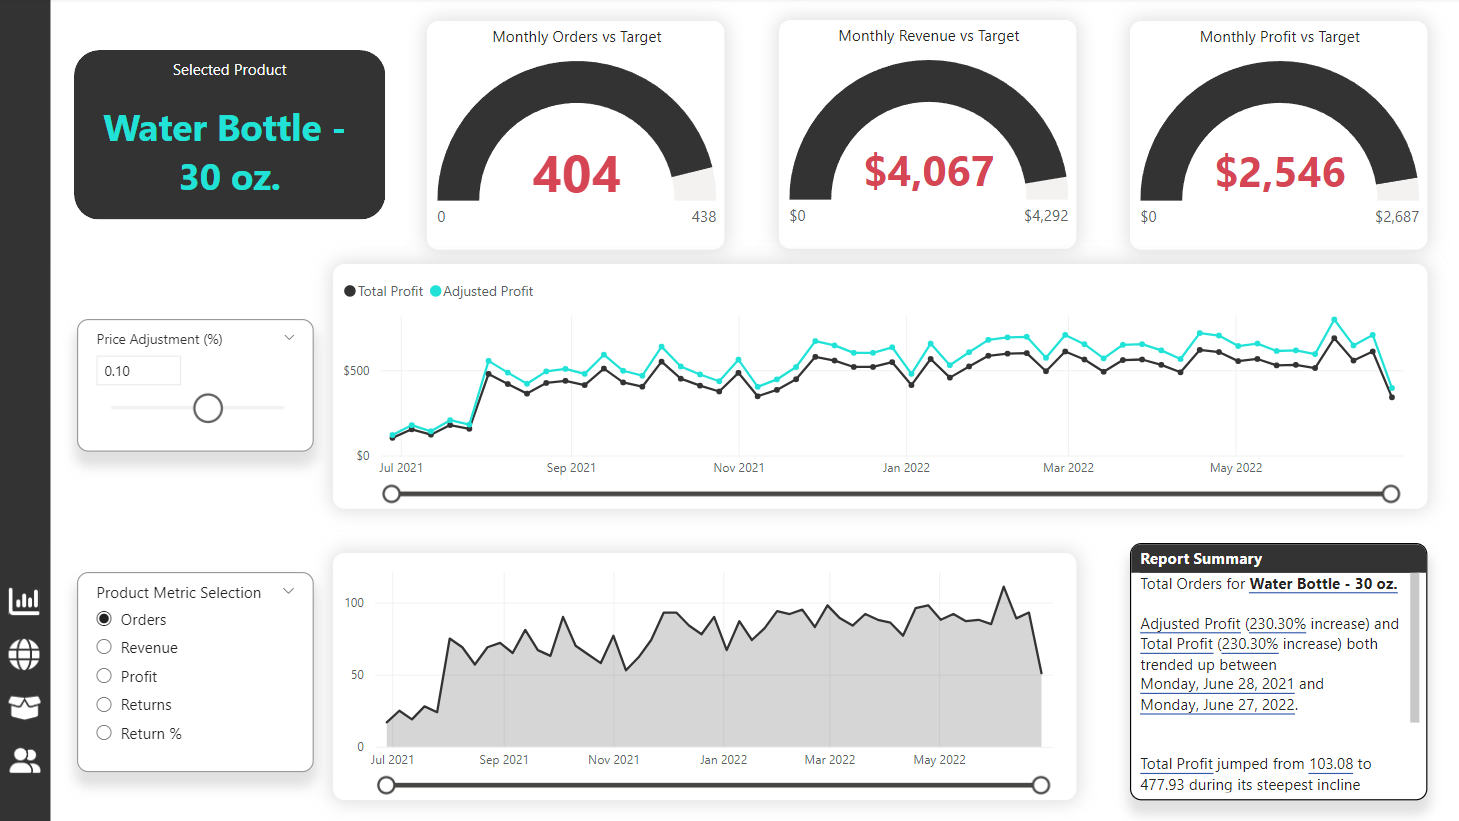 Selected Product
Water Bottle -
30 oz.
Monthly Orders vs Target
404
0
438
Monthly Revenue vs Target
$4,067
$0
$4,292
Monthly Profit vs Target
$2,546
$0
$2,687
Price Adjustment (%)
0.10
Total Profit Adjusted Profit
$500
$0
Jul 2021 Sep 2021 Nov 2021 Jan 2022 Mar 2022 May 2022
Product Metric Selection
Orders
Revenue
Profit
Returns
Return %
100
50
0
Jul 2021 Sep 2021 Nov 2021 Jan 2022 Mar 2022 May 2022
Report Summary
Total Orders for Water Bottle - 30 oz.
Adjusted Profit (230.30% increase) and
Total Profit (230.30% increase) both
trended up between
Monday, June 28, 2021 and
Monday, June 27, 2022.
Total Profit jumped from 103.08 to
477.93 during its steepest incline